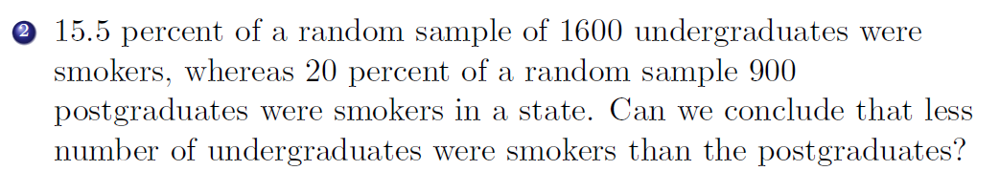 2 15.5 percent of a random sample of 1600 undergraduates were
smokers, whereas 20 percent of a random sample 900
postgraduates were smokers in a state. Can we conclude that less
number of undergraduates were smokers than the postgraduates?